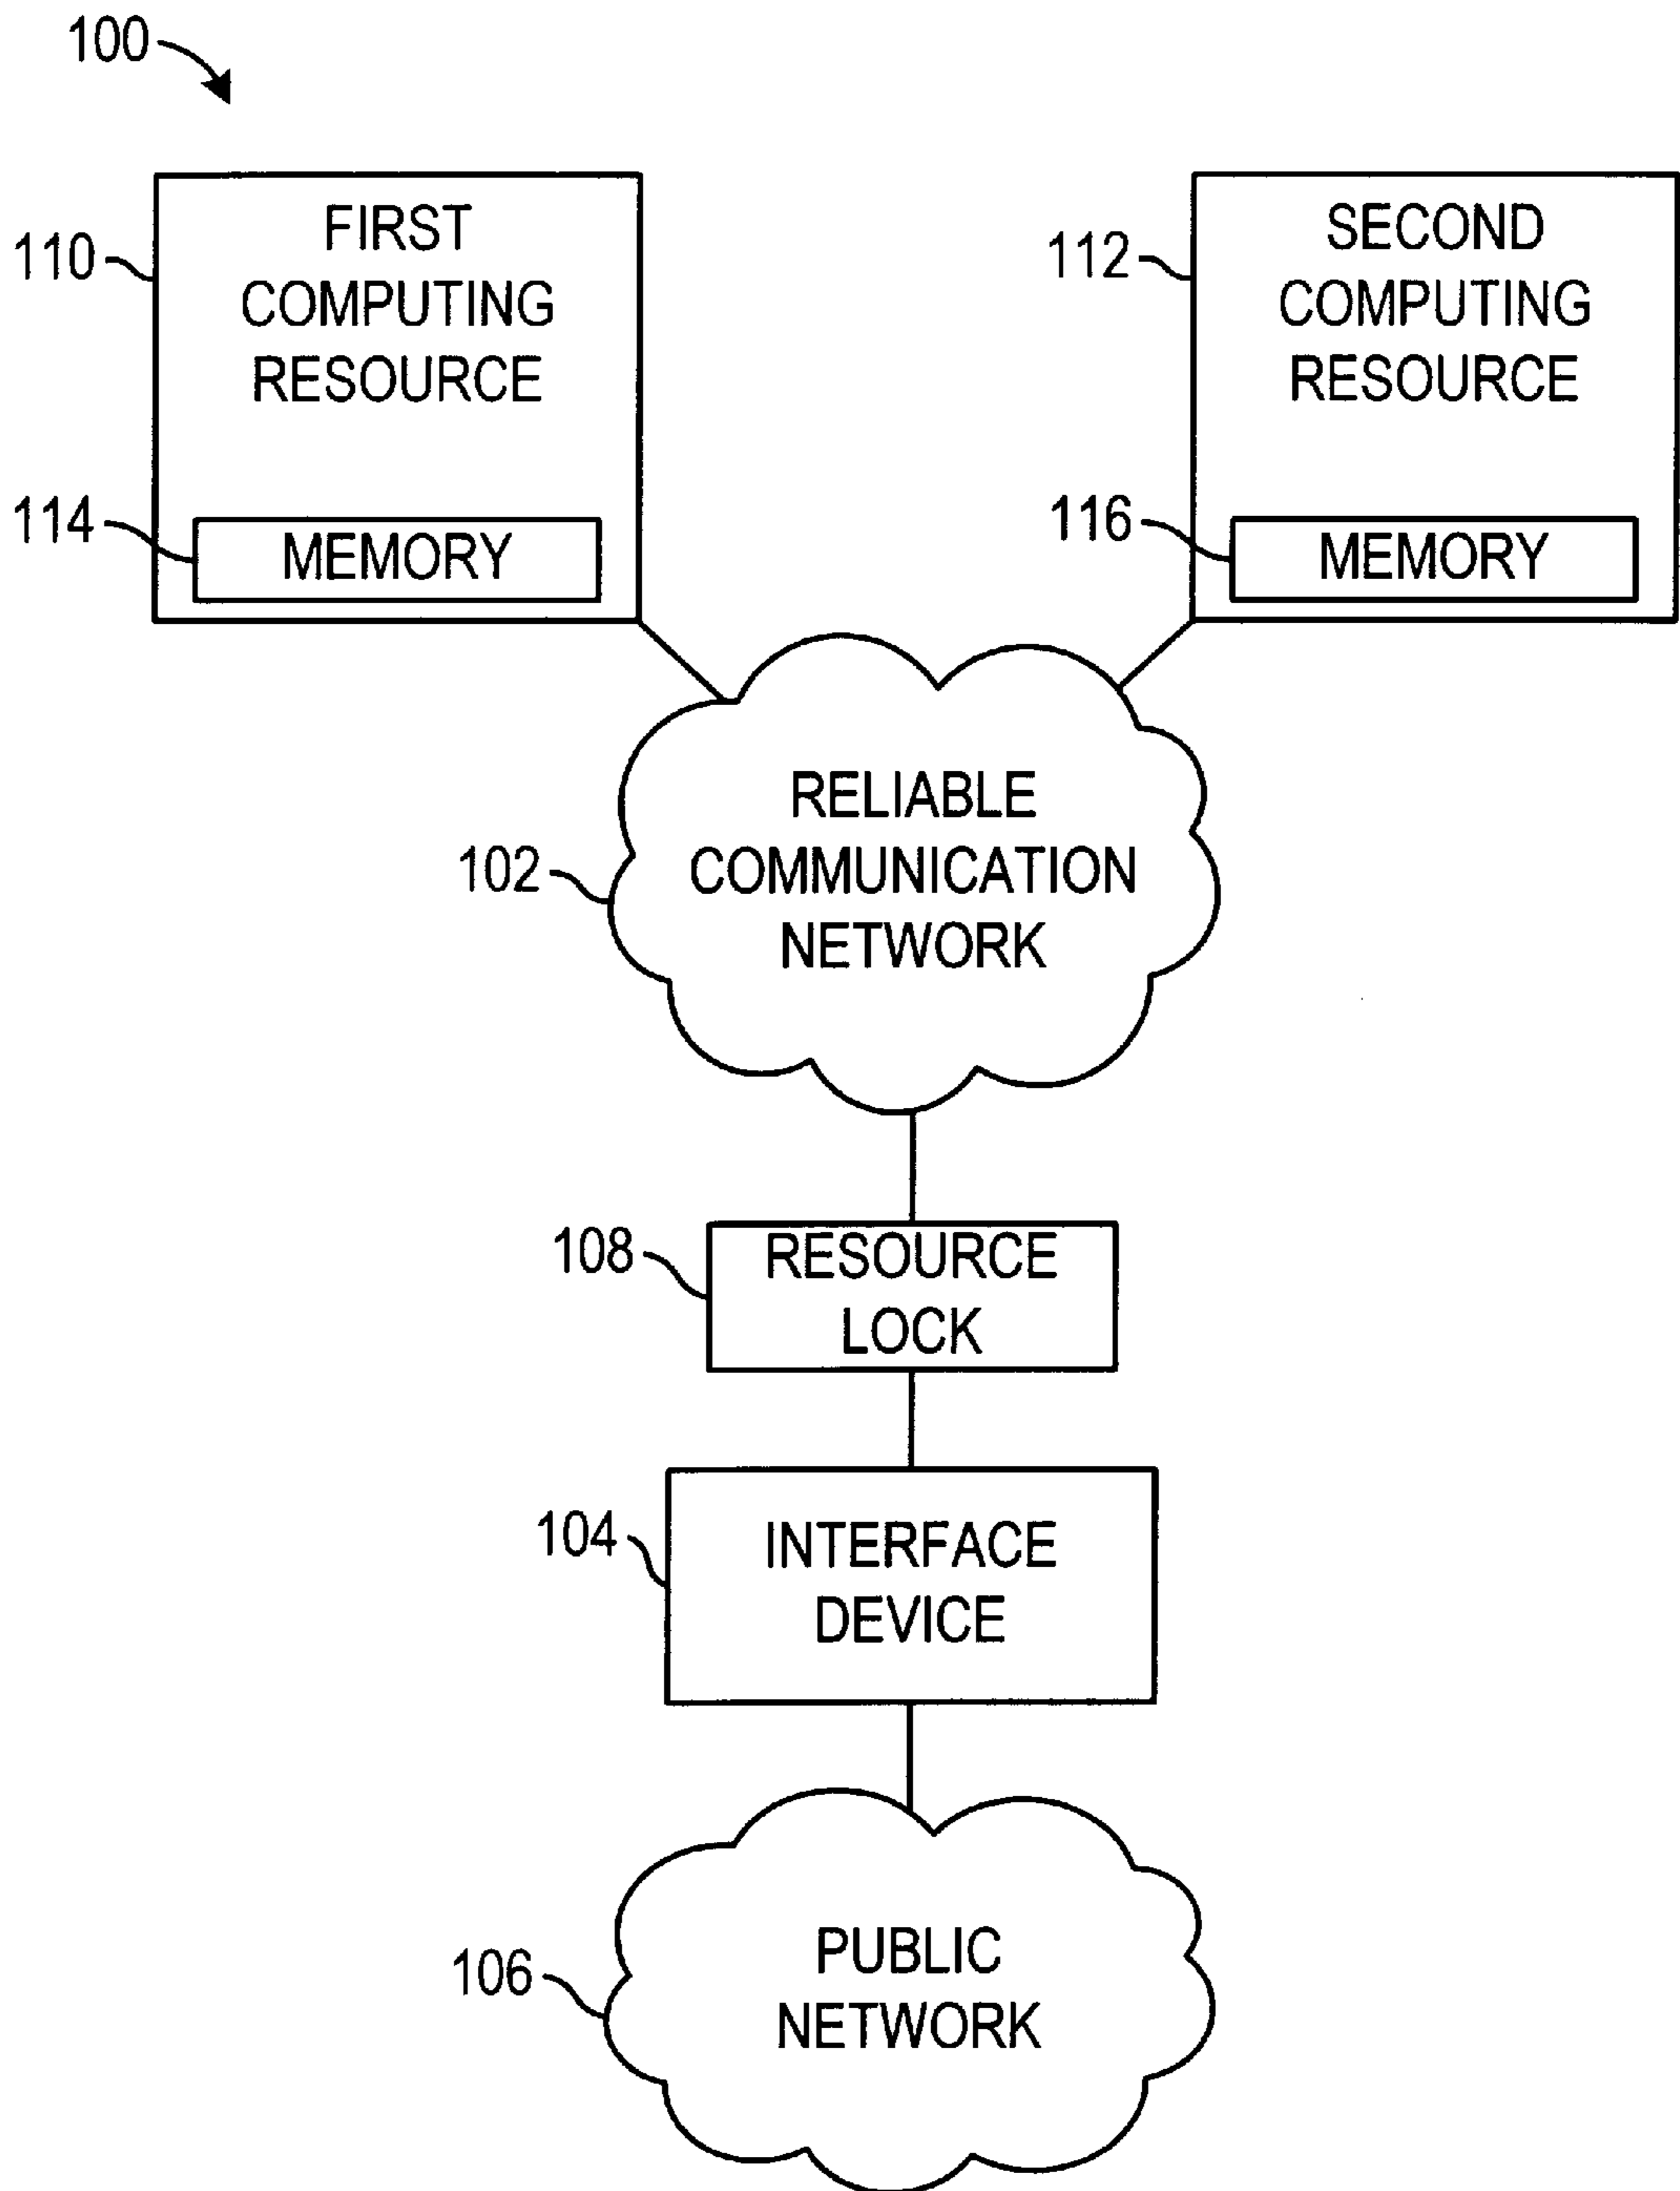 100
110
FIRST
COMPUTING
RESOURCE
114
MEMORY
112
SECOND
COMPUTING
RESOURCE
116
MEMORY
102
RELIABLE
COMMUNICATION
NETWORK
108
RESOURCE
LOCK
104
INTERFACE
DEVICE
106
PUBLIC
NETWORK